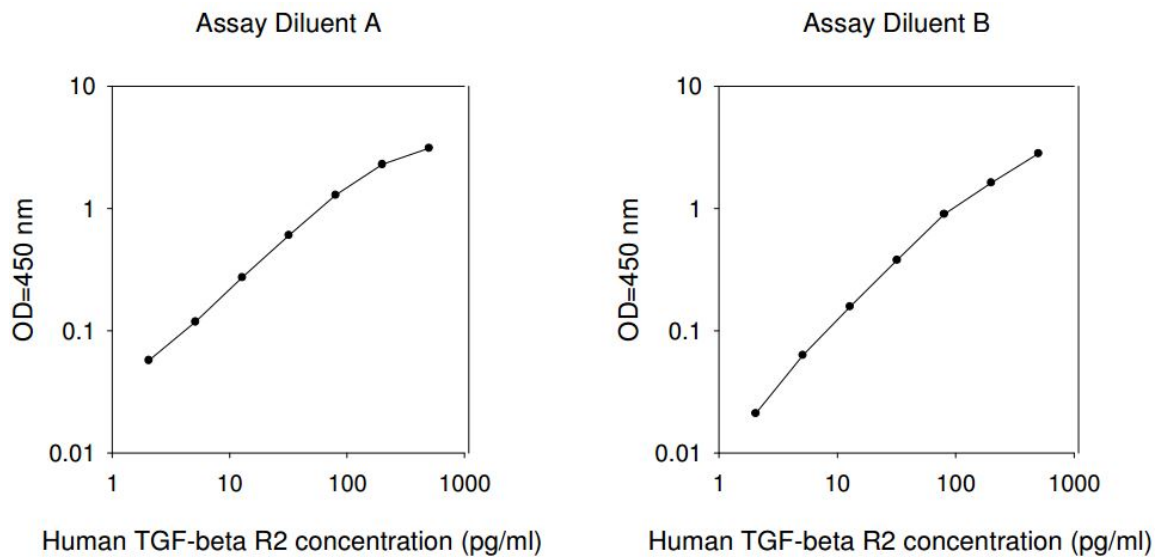 Assay Diluent A
10
1
0.1
0.01
OD=450 nm
1 10 100 1000
Human TGF-beta R2 concentration (pg/ml)
Assay Diluent B
10
1
0.1
0.01
OD=450 nm
1 10 100 1000
Human TGF-beta R2 concentration (pg/ml)